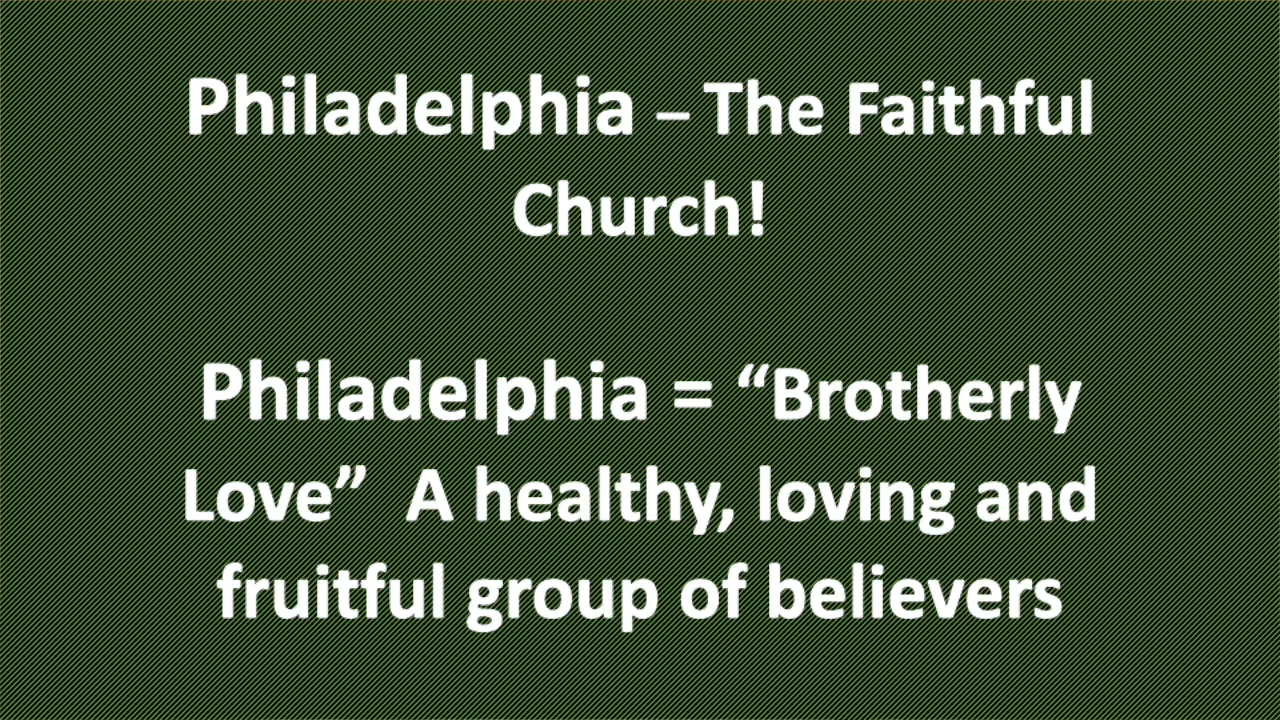 Philadelphia – The Faithful
Church!
Philadelphia = “Brotherly
Love”  A healthy, loving and
fruitful group of believers